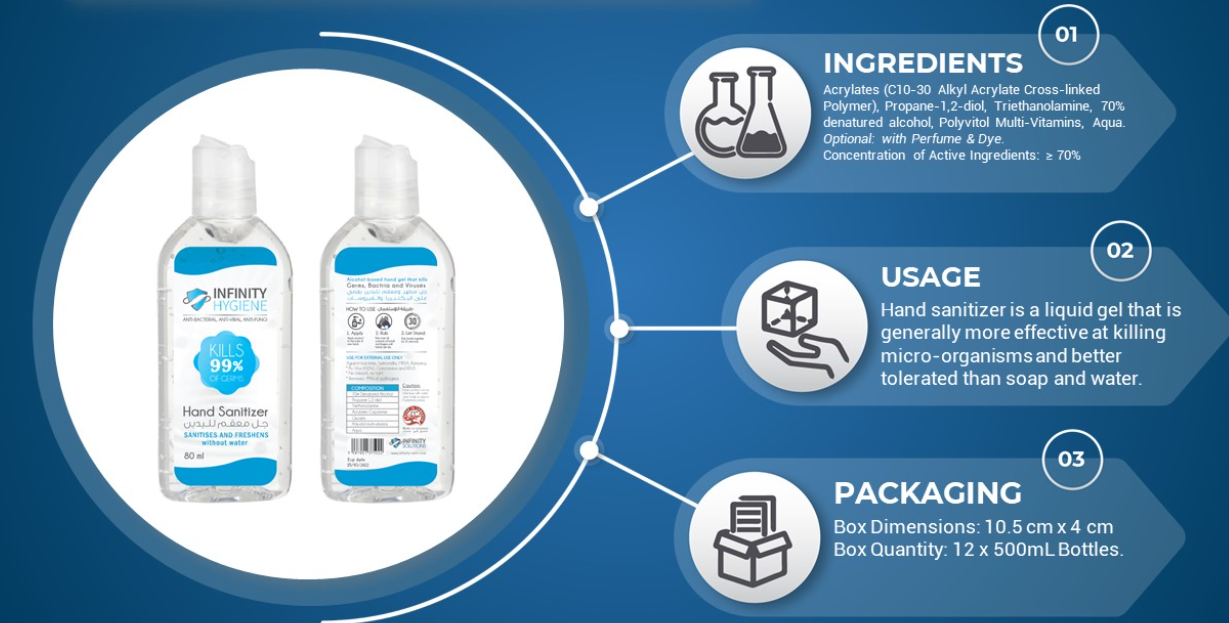 INFINITY
HYGIENE
ANTI-BACTERIAL, ANTI-VIRAL, ANTI-FUNGI
KILLS
99%
OF GERMS
Hand Sanitizer
جل معقم لليدين
SANITISES AND FRESHENS
without water
80 ml
Alcohol based hand gel that kills
Germs, Bactria and Viruses
HOW TO USE
1. Apply
2. Rub
30
USE FOR EXTERNAL USE ONLY
COMPOSITION
Caution
INFINITY
SOLUTIONS
01
INGREDIENTS
Acrylates (C10-30 Alkyl Acrylate Cross-linked
Polymer), Propane-1,2-diol, Triethanolamine, 70%
denatured alcohol, Polyvitol Multi-Vitamins, Aqua.
Optional: with Perfume & Dye.
Concentration of Active Ingredients: ≥ 70%
02
USAGE
Hand sanitizer is a liquid gel that is
generally more effective at killing
micro-organisms and better
tolerated than soap and water.
03
PACKAGING
Box Dimensions: 10.5 cm x 4 cm
Box Quantity: 12 x 500mL Bottles.